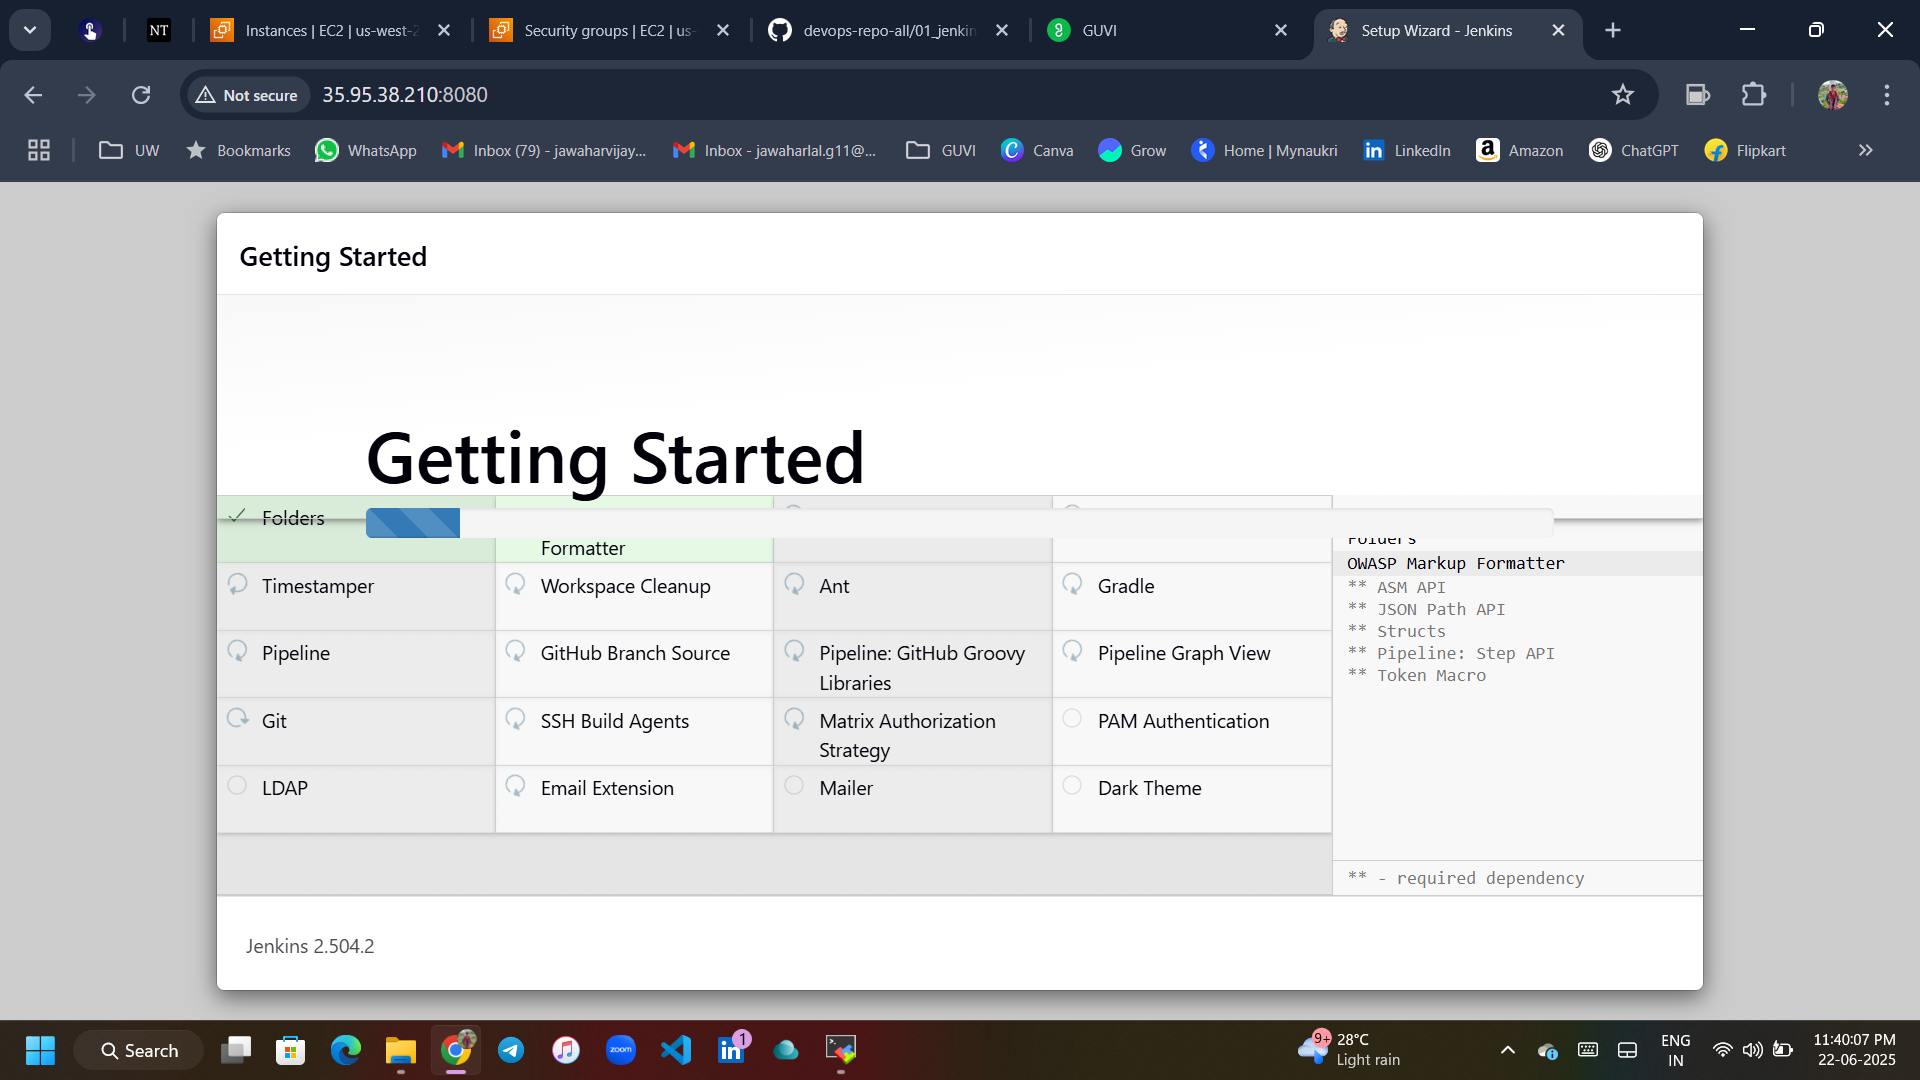 NT
Instances | EC2 | us-west-2
Security groups | EC2 | us-
devops-repo-all/01_jenkin
GUVI
Setup Wizard - Jenkins
Not secure
35.95.38.210:8080
UW
Bookmarks
WhatsApp
Inbox (79) - jawaharvijay...
Inbox - jawaharlal.g11@...
GUVI
Canva
Grow
Home | Mynaukri
LinkedIn
Amazon
ChatGPT
Flipkart
Getting Started
Getting Started
Folders
Formatter
Timestamper
Workspace Cleanup
Ant
Gradle
Pipeline
GitHub Branch Source
Pipeline: GitHub Groovy
Libraries
Pipeline Graph View
Git
SSH Build Agents
Matrix Authorization
Strategy
PAM Authentication
LDAP
Email Extension
Mailer
Dark Theme
Folders
OWASP Markup Formatter
** ASM API
** JSON Path API
** Structs
** Pipeline: Step API
** Token Macro
** - required dependency
Jenkins 2.504.2
Search
zoom
1
9+
28°C
Light rain
ENG
IN
11:40:07 PM
22-06-2025